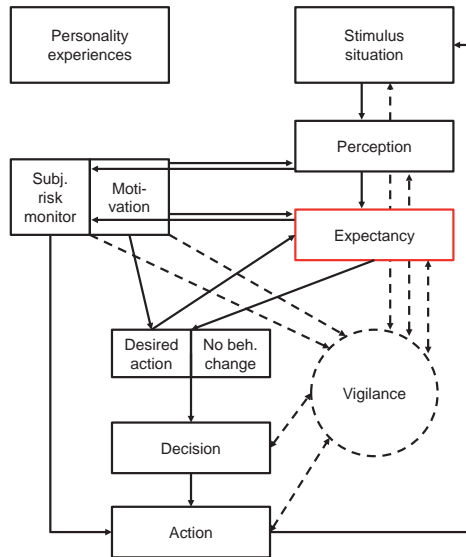 Personality
experiences
Stimulus
situation
Perception
Subj.
risk
monitor
Moti-
vation
Expectancy
Desired
action
No beh.
change
Vigilance
Decision
Action